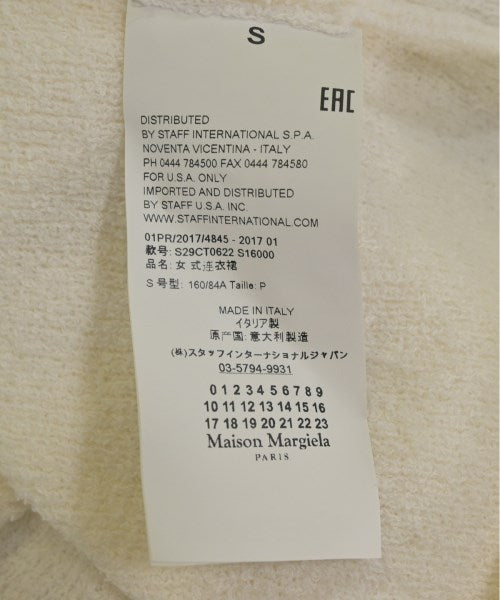 S
EAC
DISTRIBUTED
BY STAFF INTERNATIONAL S.P.A.
NOVENTA VICENTINA - ITALY
PH 0444 784500 FAX 0444 784580
FOR U.S.A. ONLY
IMPORTED AND DISTRIBUTED
BY STAFF U.S.A. INC.
WWW.STAFFINTERNATIONAL.COM
01PR/2017/4845 - 2017 01
款号: S29CT0622 S16000
品名: 女式连衣裙
S 号型: 160/84A Taille: P
MADE IN ITALY
イタリア製
原产国: 意大利製造
(株)スタッフインターナショナルジャパン
03-5794-9931
0 1 2 3 4 5 6 7 8 9
10 11 12 13 14 15 16
17 18 19 20 21 22 23
Maison Margiela
PARIS